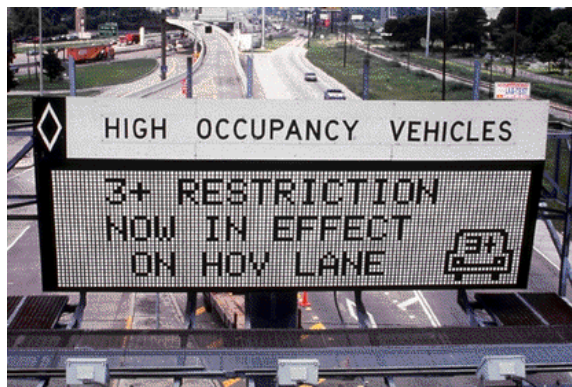 HIGH OCCUPANCY VEHICLES
3+ RESTRICTION
NOW IN EFFECT
ON HOV LANE
3+